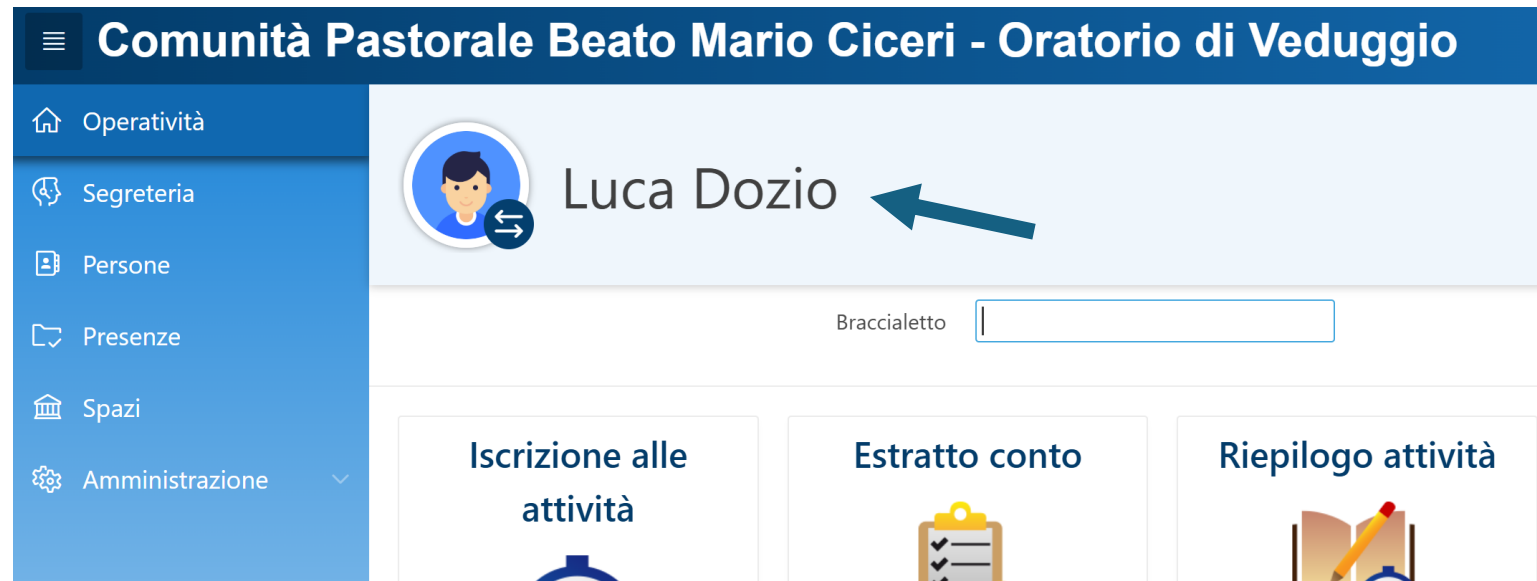 Comunità Pastorale Beato Mario Ciceri - Oratorio di Veduggio
Operatività
Segreteria
Persone
Presenze
Spazi
Amministrazione
Luca Dozio
Braccialetto
Iscrizione alle
attività
Estratto conto
Riepilogo attività